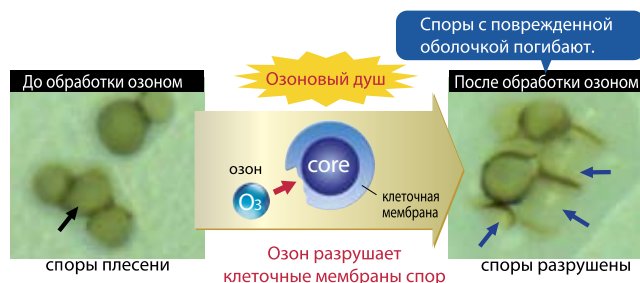 Споры с поврежденной
оболочкой погибают.
До обработки озоном
Озоновый душ
После обработки озоном
озон
O3
core
клеточная
мембрана
споры плесени
Озон разрушает
клеточные мембраны спор
споры разрушены